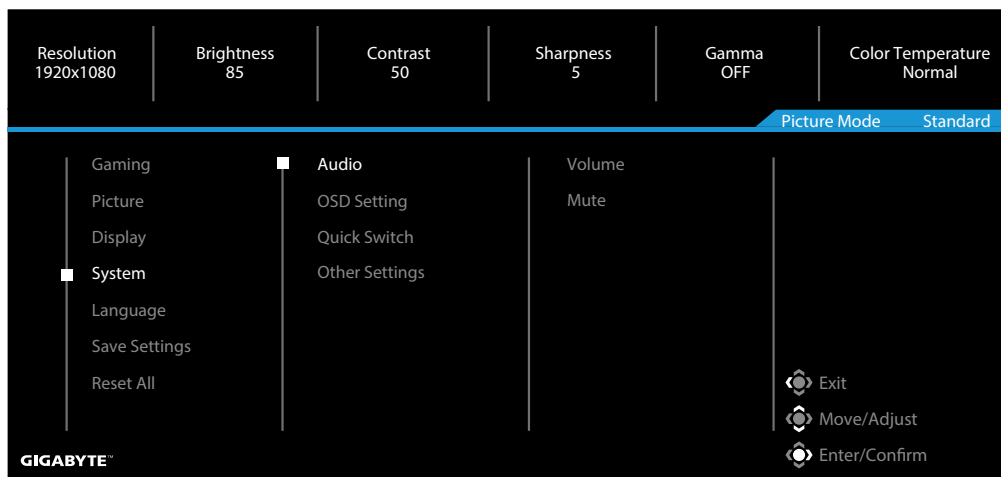 Resolution
1920x1080
Brightness
85
Contrast
50
Sharpness
5
Gamma
OFF
Color Temperature
Normal
Picture Mode Standard
Gaming
Picture
Display
System
Language
Save Settings
Reset All
Audio
OSD Setting
Quick Switch
Other Settings
Volume
Mute
Exit
Move/Adjust
Enter/Confirm
GIGABYTE™